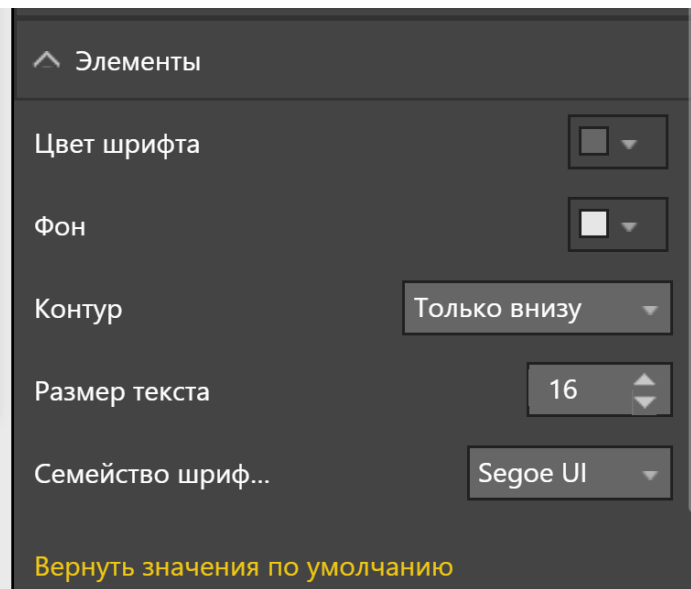 Элементы
Цвет шрифта
Фон
Контур Только внизу
Размер текста 16
Семейство шриф... Segoe UI
Вернуть значения по умолчанию